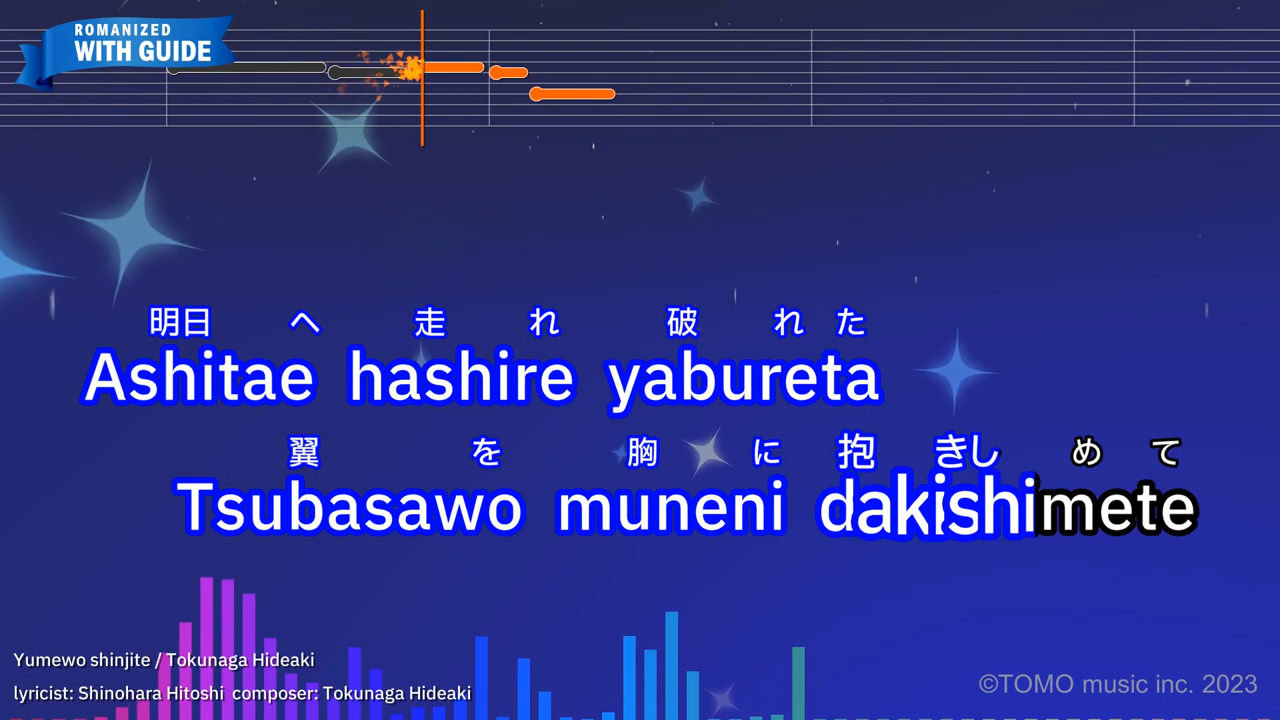 ROMANIZED
WITH GUIDE
明日 へ 走 れ 破 れ た
Ashitae hashire yabureta
翼 を 胸 に 抱 きし め て
Tsubasawo muneni dakishimete
Yumewo shinjite / Tokunaga Hideaki
lyricist: Shinohara Hitoshi composer: Tokunaga Hideaki
©TOMO music inc. 2023